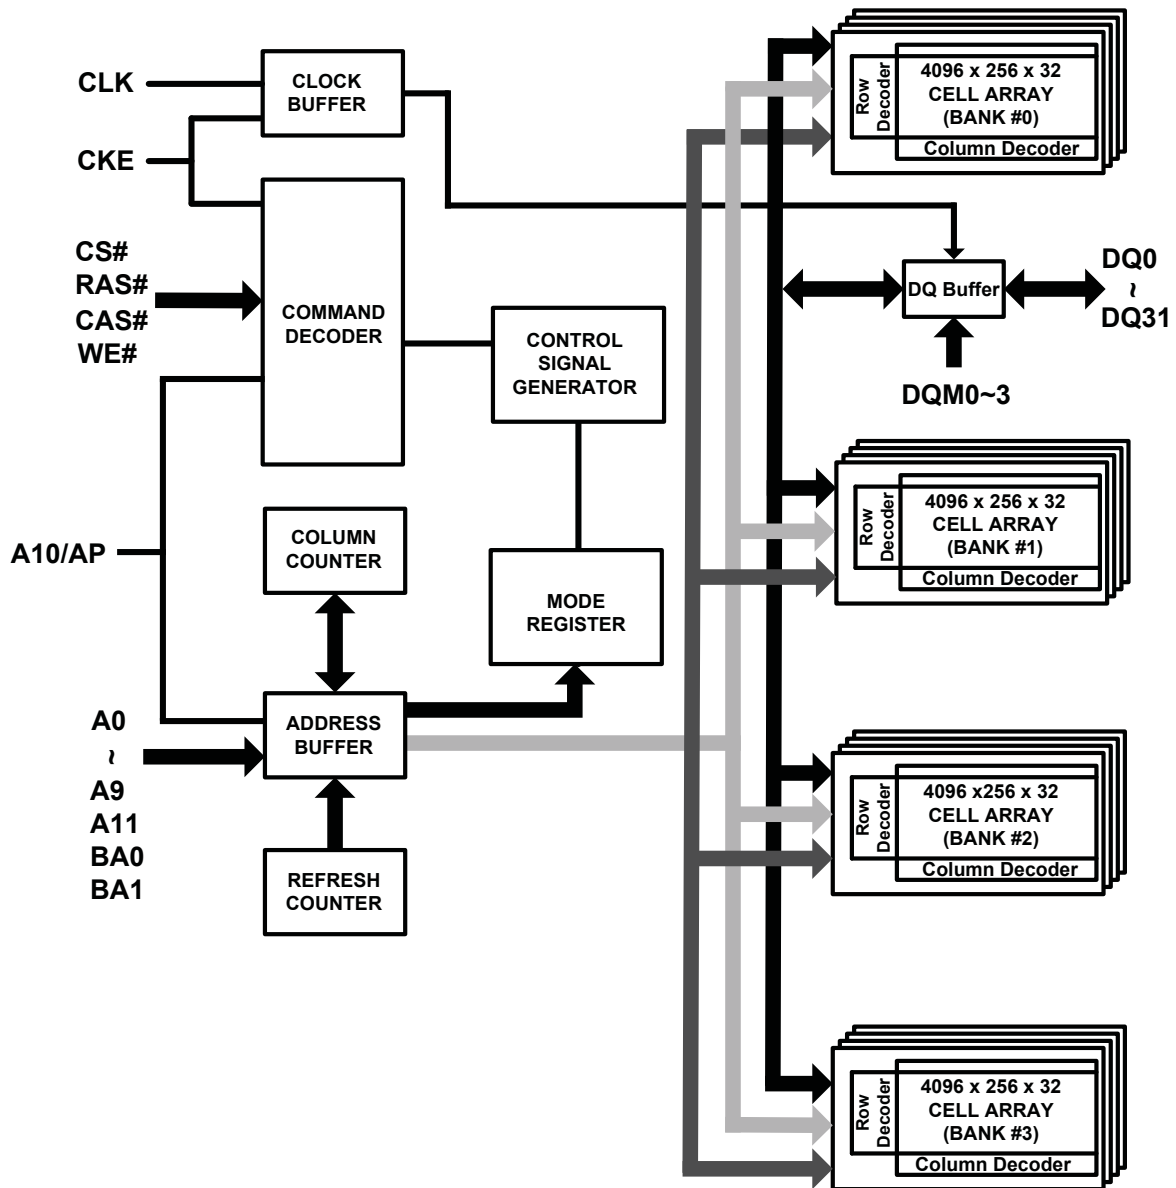 CLK
CKE
CLOCK
BUFFER
CS#
RAS#
CAS#
WE#
COMMAND
DECODER
CONTROL
SIGNAL
GENERATOR
A10/AP
COLUMN
COUNTER
MODE
REGISTER
A0
~
A9
A11
BA0
BA1
ADDRESS
BUFFER
REFRESH
COUNTER
Row
Decoder
4096 x 256 x 32
CELL ARRAY
(BANK #0)
Column Decoder
DQ Buffer
DQ0
~
DQ31
DQM0~3
Row
Decoder
4096 x 256 x 32
CELL ARRAY
(BANK #1)
Column Decoder
Row
Decoder
4096 x256 x 32
CELL ARRAY
(BANK #2)
Column Decoder
Row
Decoder
4096 x 256 x 32
CELL ARRAY
(BANK #3)
Column Decoder